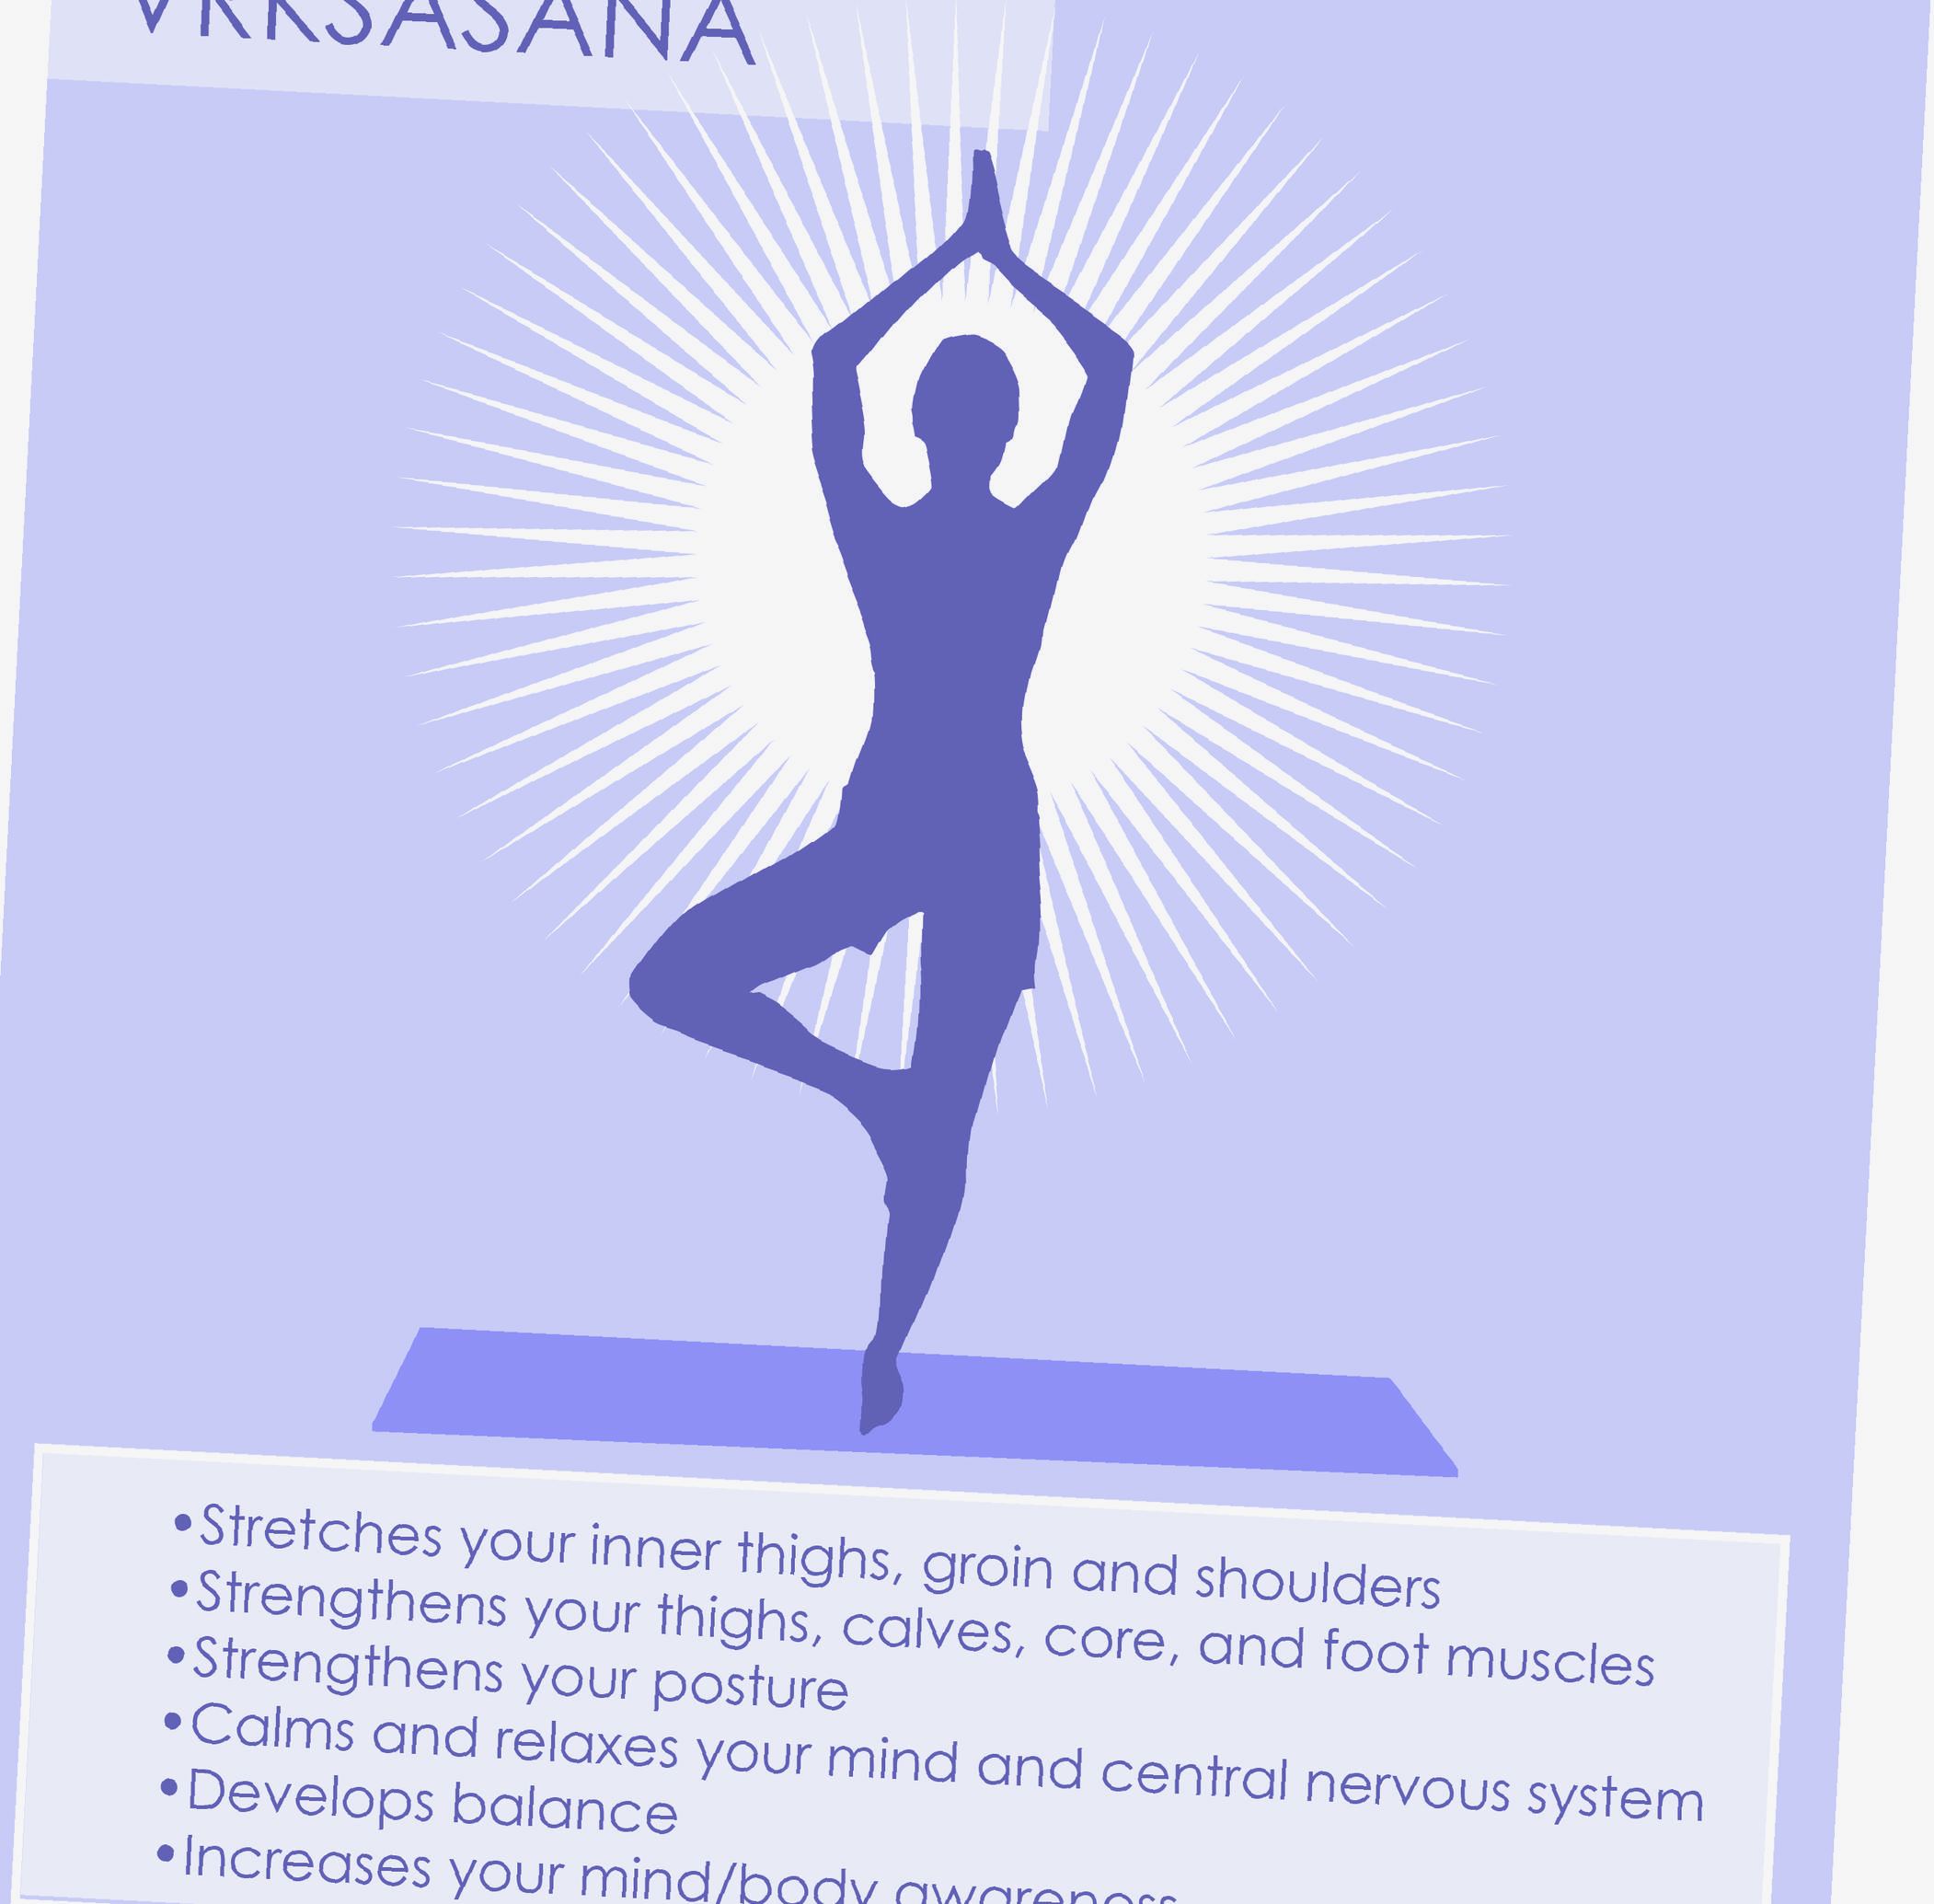 VRKSASANA
•Stretches your inner thighs, groin and shoulders
•Strengthens your thighs, calves, core, and foot muscles
•Strengthens your posture
•Calms and relaxes your mind and central nervous system
•Develops balance
•Increases your mind/body awareness